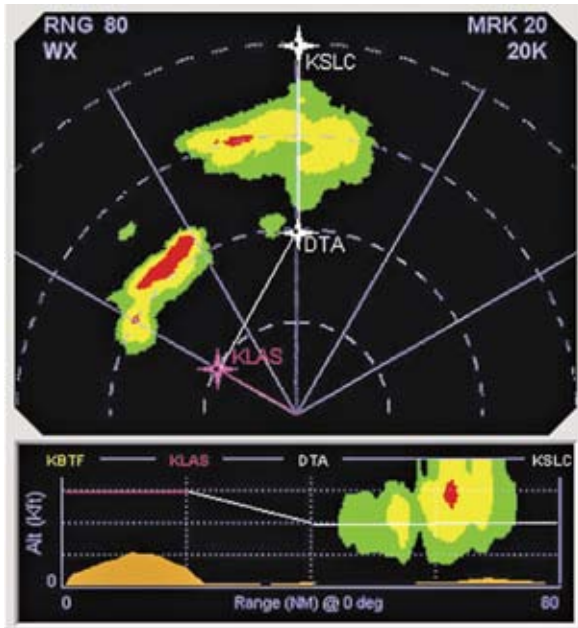 RNG 80
MRK 20
WX
20K
KSLC
DTA
KLAS
KBTF
KLAS
DTA
KSLC
Alt (Kft)
0
0
Range (NM) @ 0 deg
80